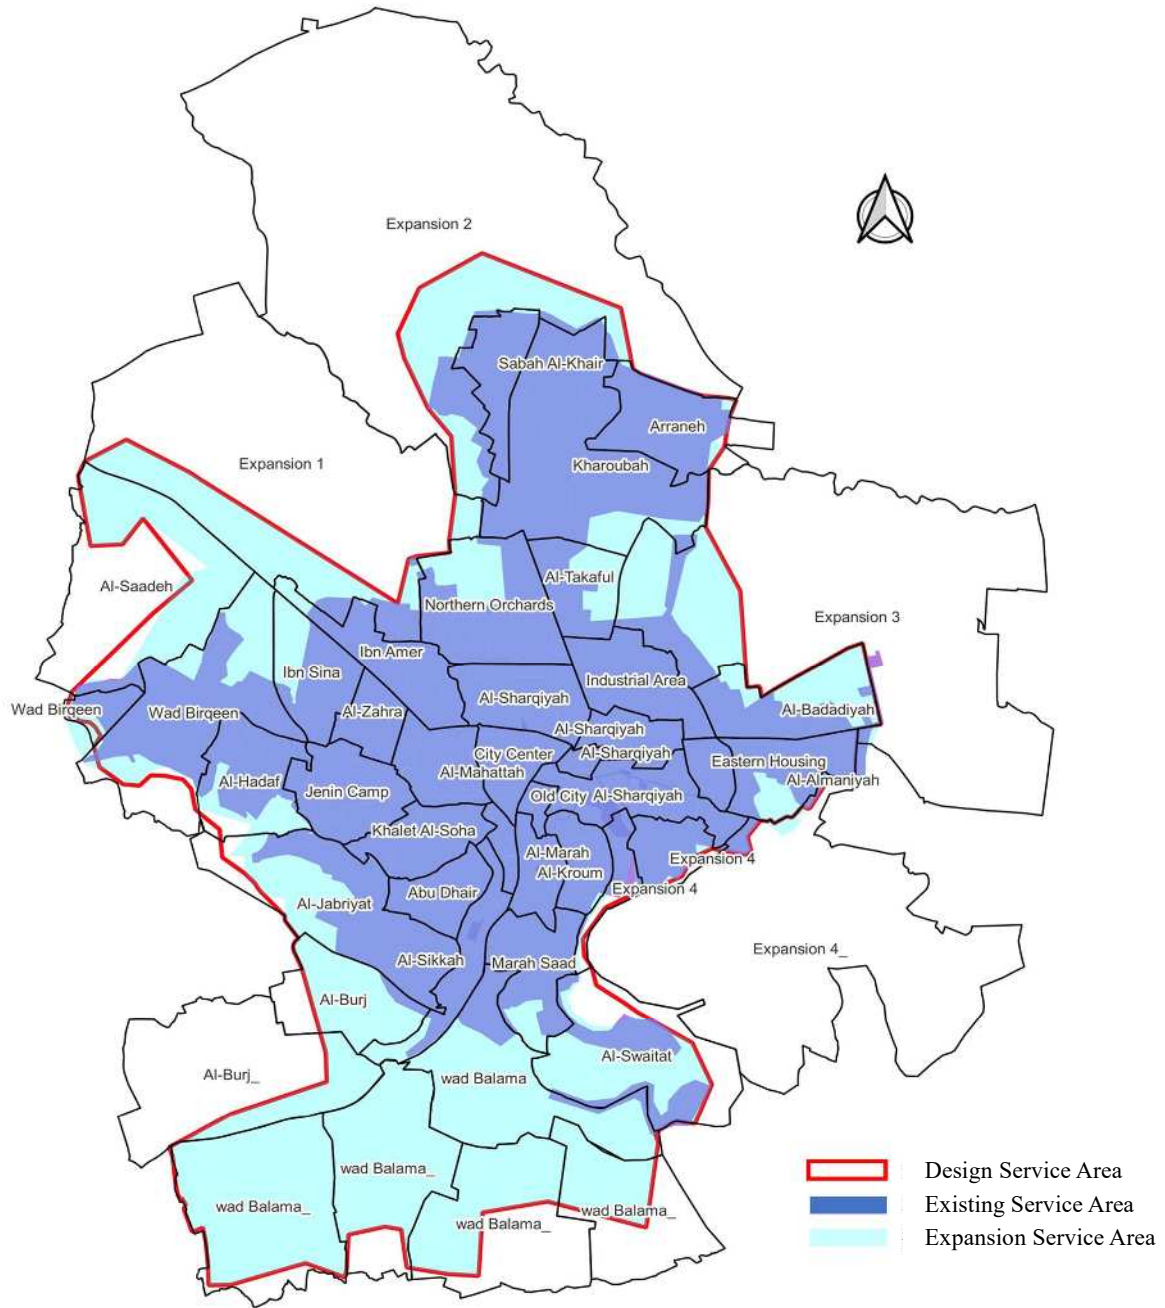 Expansion 2
Sabah Al-Khair
Arraneh
Expansion 1
Kharoubah
Al-Takaful
Al-Saadeh
Northern Orchards
Expansion 3
Ibn Amer
Ibn Sina
Industrial Area
Al-Sharqiyah
Wad Birqeen
Wad Birqeen
Al-Zahra
Al-Badadiyah
Al-Sharqiyah
City Center
Al-Sharqiyah
Eastern Housing
Al-Mahattah
Al-Hadaf
Al-Almaniyah
Jenin Camp
Old City
Al-Sharqiyah
Khalet Al-Soha
Al-Marah
Expansion 4
Al-Kroum
Abu Dhair
Expansion 4
Al-Jabriyat
Expansion 4_
Al-Sikkah
Marah Saad
Al-Burj
Al-Swaitat
Al-Burj_
wad Balama
wad Balama_
wad Balama_
wad Balama_
wad Balama_
Design Service Area
Existing Service Area
Expansion Service Area